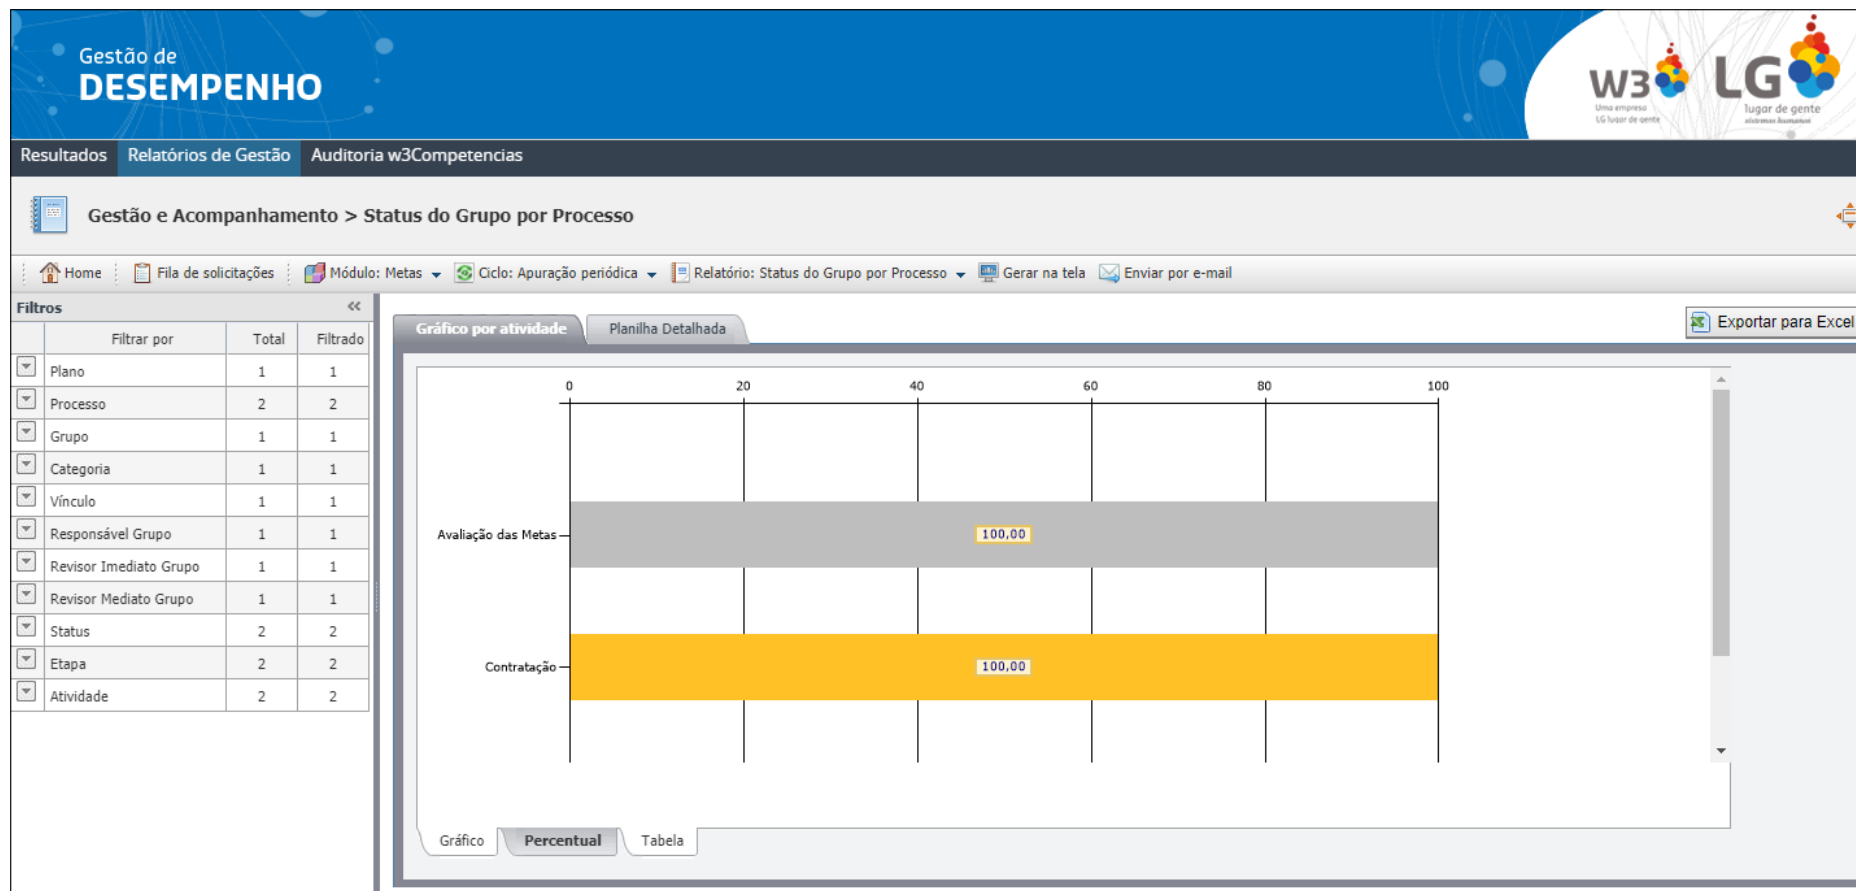 Gestão de
DESEMPENHO
W3
Uma empresa
LG lugar de gente
LG
lugar de gente
sistemas humanos
Resultados Relatórios de Gestão Auditoria w3Competencias
Gestão e Acompanhamento > Status do Grupo por Processo
Home Fila de solicitações Módulo: Metas Ciclo: Apuração periódica Relatório: Status do Grupo por Processo Gerar na tela Enviar por e-mail
Filtros <<
Filtrar por Total Filtrado
Plano 1 1
Processo 2 2
Grupo 1 1
Categoria 1 1
Vínculo 1 1
Responsável Grupo 1 1
Revisor Imediato Grupo 1 1
Revisor Mediato Grupo 1 1
Status 2 2
Etapa 2 2
Atividade 2 2
Gráfico por atividade Planilha Detalhada
Exportar para Excel
0 20 40 60 80 100
Avaliação das Metas 100,00
Contratação 100,00
Gráfico Percentual Tabela